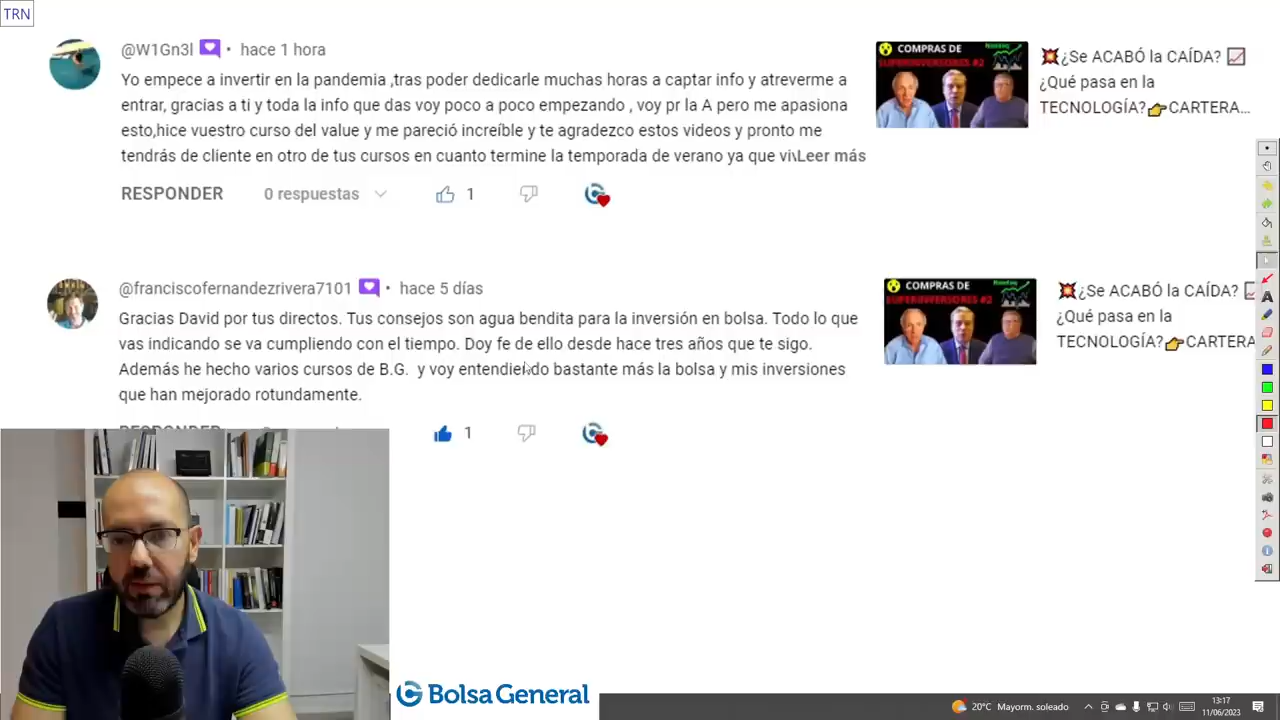 TRN
@W1Gn3l • hace 1 hora
Yo empece a invertir en la pandemia ,tras poder dedicarle muchas horas a captar info y atreverme a
entrar, gracias a ti y toda la info que das voy poco a poco empezando , voy pr la A pero me apasiona
esto,hice vuestro curso del value y me pareció increíble y te agradezco estos videos y pronto me
tendrás de cliente en otro de tus cursos en cuanto termine la temporada de verano ya que viv Leer más
RESPONDER 0 respuestas 1
COMPRAS DE
SUPERINVERSORES #2
Nasdaq
💥¿Se ACABÓ la CAÍDA? 📈
¿Qué pasa en la
TECNOLOGÍA?👉CARTERA...
@franciscofernandezrivera7101 • hace 5 días
Gracias David por tus directos. Tus consejos son agua bendita para la inversión en bolsa. Todo lo que
vas indicando se va cumpliendo con el tiempo. Doy fe de ello desde hace tres años que te sigo.
Además he hecho varios cursos de B.G. y voy entendiendo bastante más la bolsa y mis inversiones
que han mejorado rotundamente.
1
COMPRAS DE
SUPERINVERSORES #2
Nasdaq
💥¿Se ACABÓ la CAÍDA?
¿Qué pasa en la
TECNOLOGÍA?👉CARTERA
Bolsa General
20°C Mayorm. soleado
13:17
11/06/2023